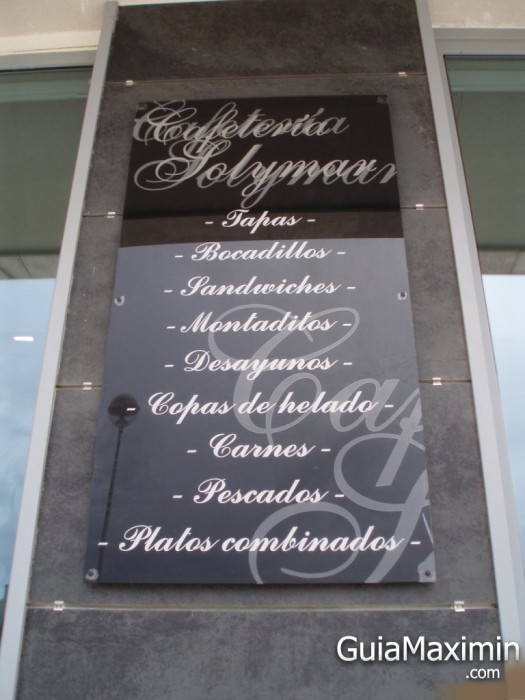 Cafetería
Solymar
- Tapas -
- Bocadillos -
- Sandwiches -
- Montaditos -
- Desayunos -
- Copas de helado -
- Carnes -
- Pescados -
- Platos combinados -
GuiaMaximin
.com